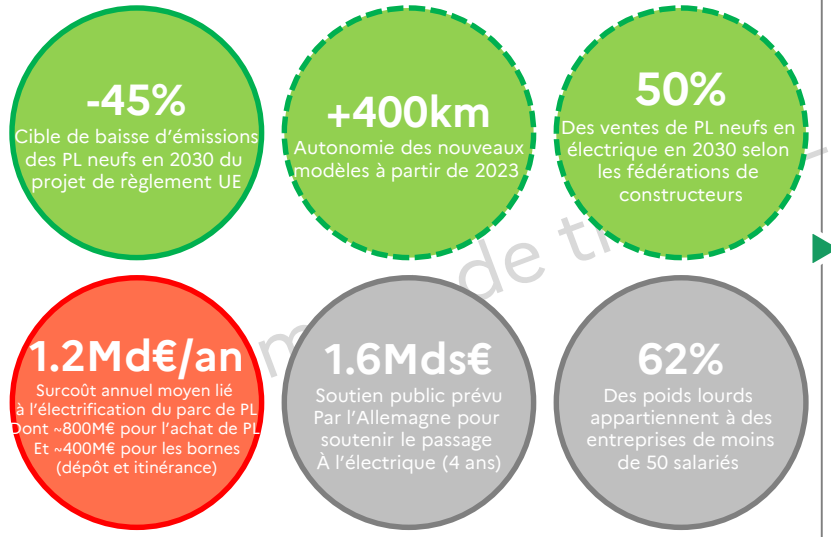 -45%
Cible de baisse d’émissions
des PL neufs en 2030 du
projet de règlement UE
+400km
Autonomie des nouveaux
modèles à partir de 2023
50%
Des ventes de PL neufs en
électrique en 2030 selon
les fédérations de
constructeurs
1.2Md€/an
Surcoût annuel moyen lié
à l’électrification du parc de PL
Dont ~800M€ pour l’achat de PL
Et ~400M€ pour les bornes
(dépôt et itinérance)
1.6Mds€
Soutien public prévu
Par l’Allemagne pour
soutenir le passage
À l’électrique (4 ans)
62%
Des poids lourds
appartiennent à des
entreprises de moins
de 50 salariés
de